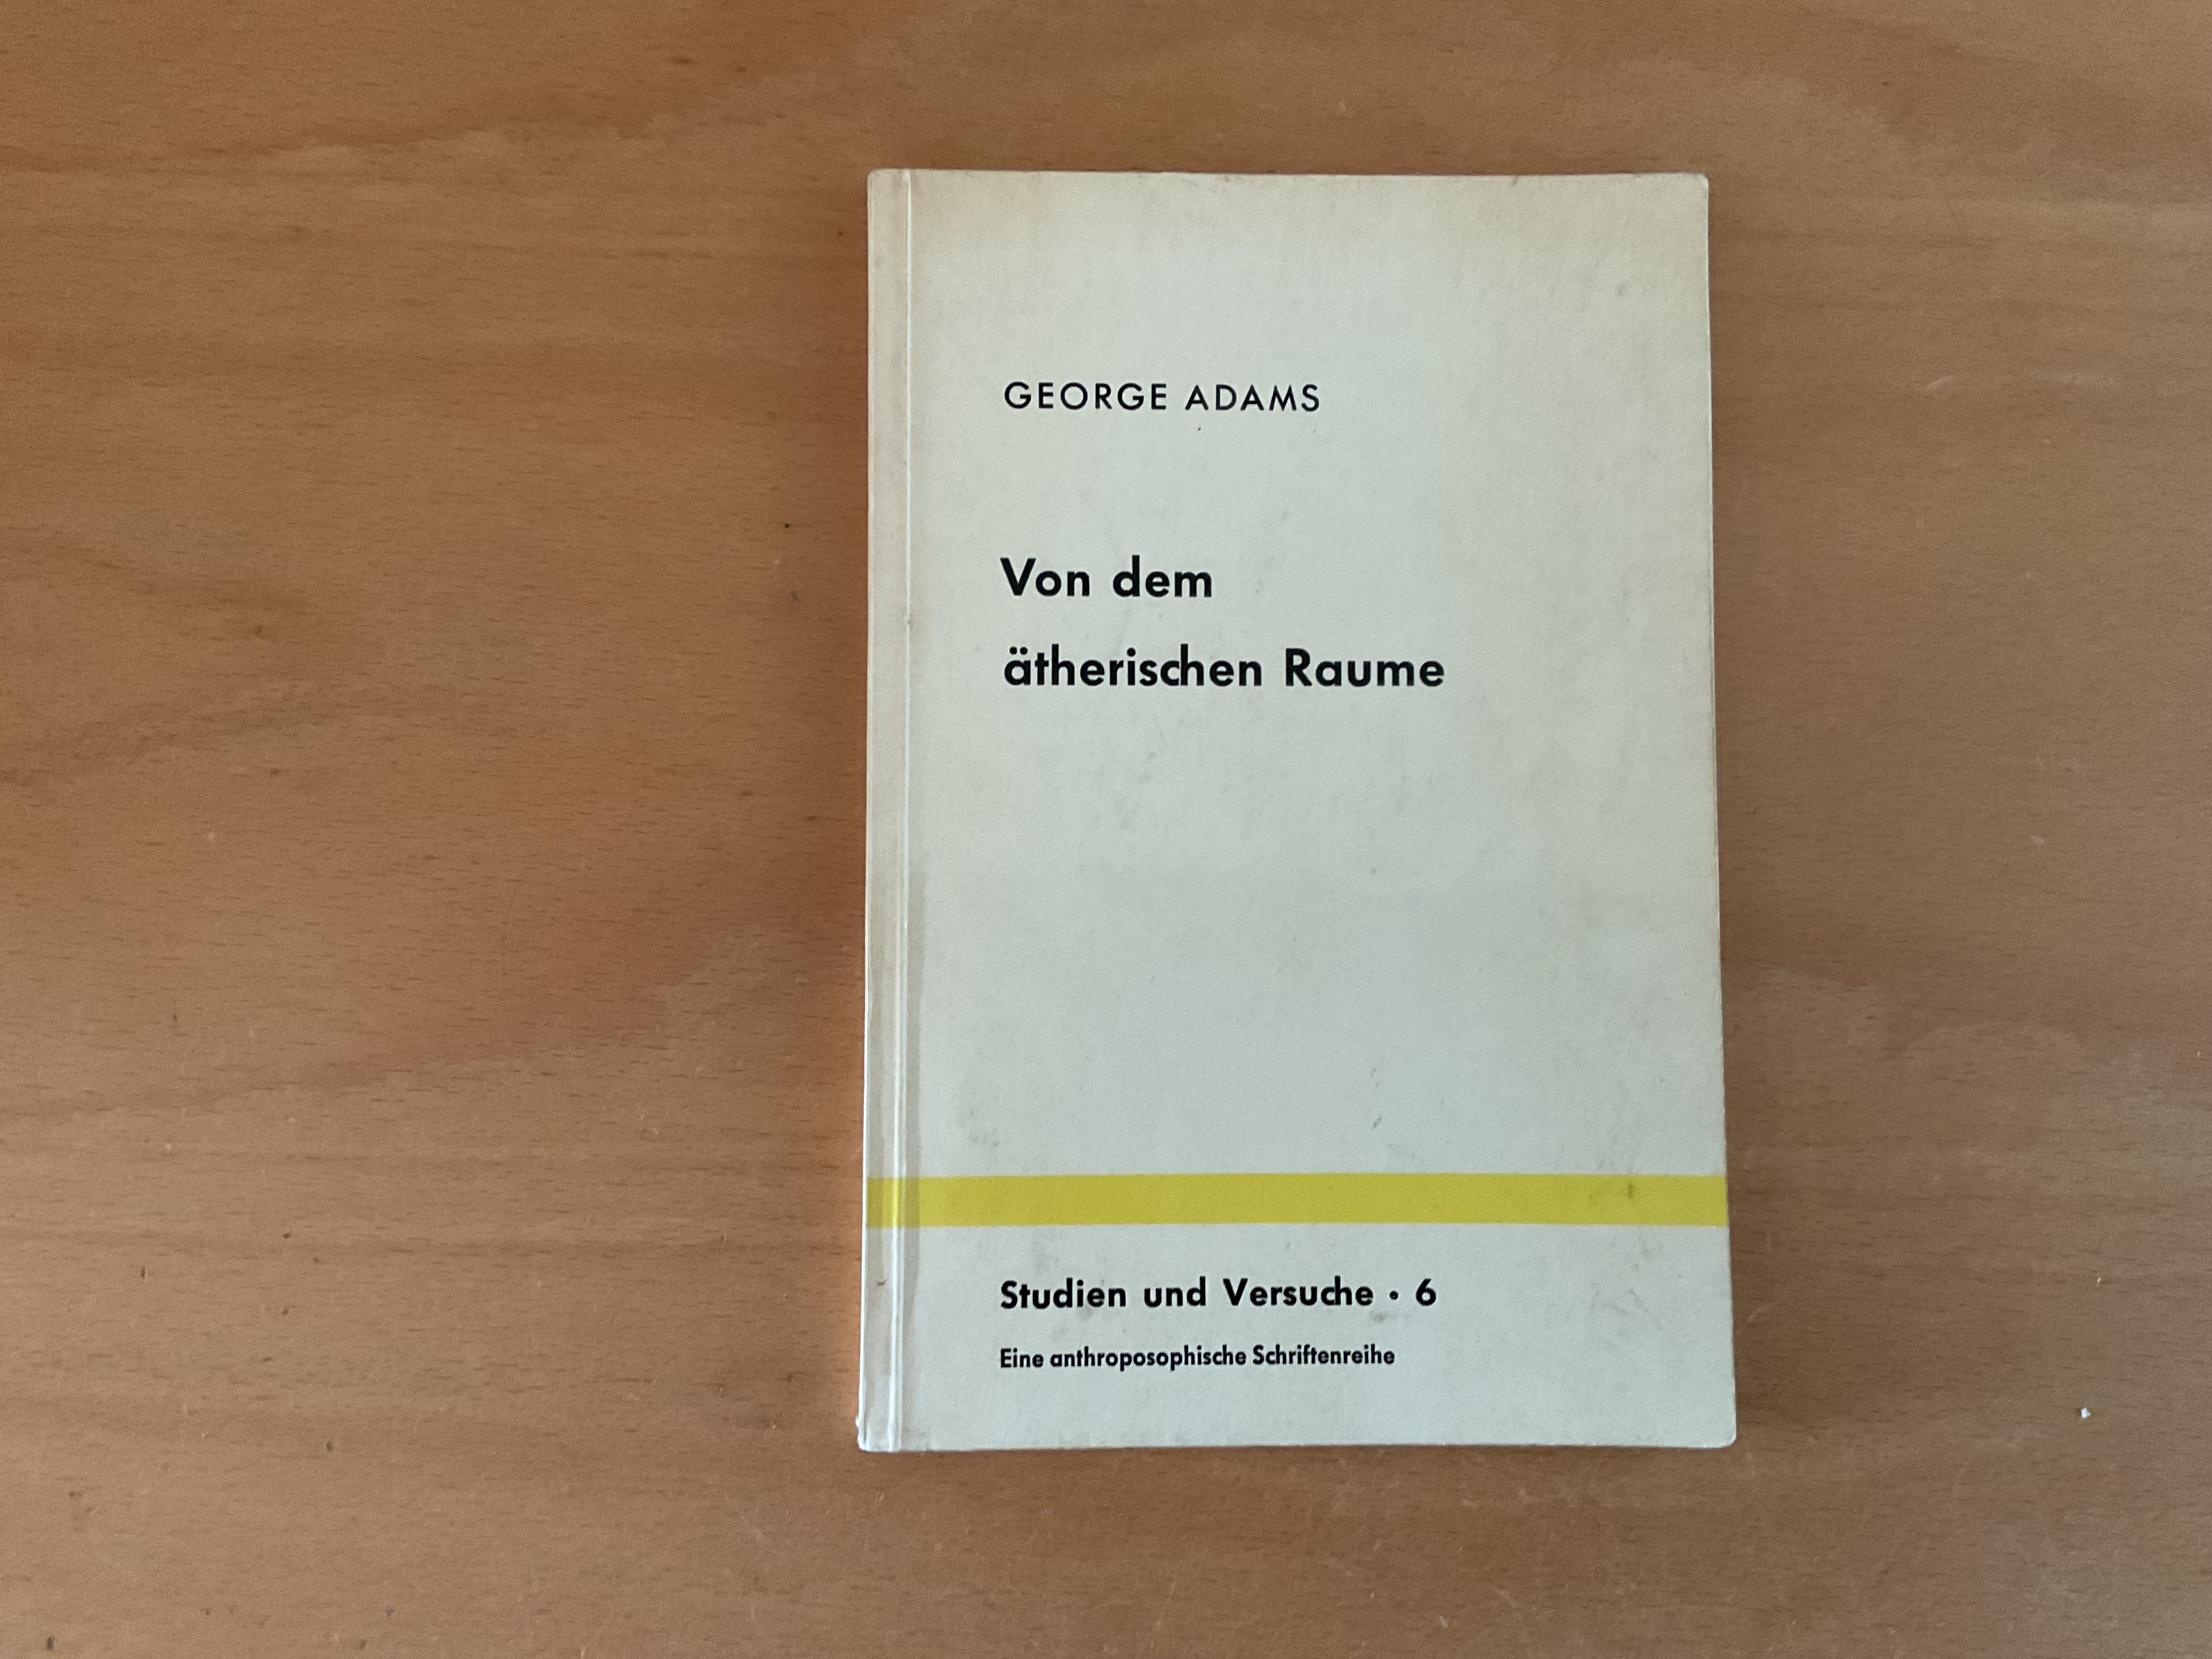 GEORGE ADAMS
Von dem
ätherischen Raume
Studien und Versuche • 6
Eine anthroposophische Schriftenreihe